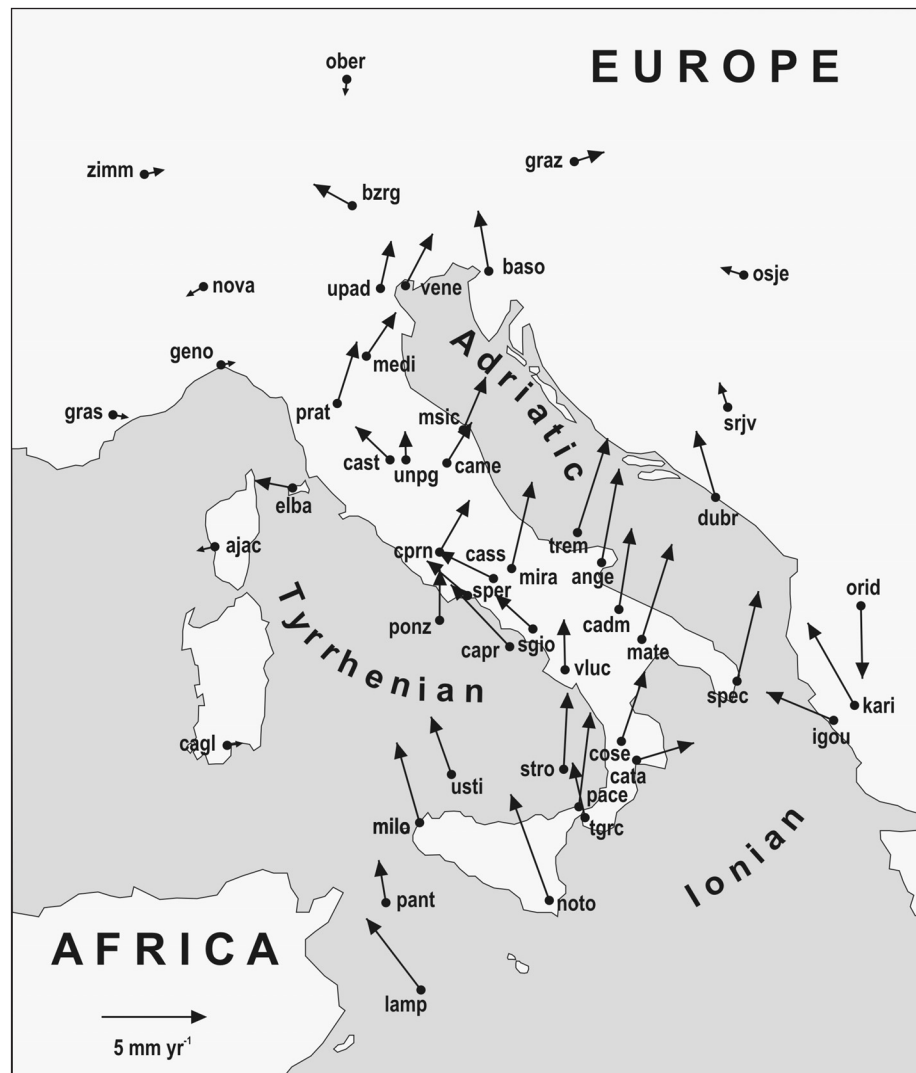 ober
EUROPE
zimm
graz
bzrg
baso
osje
nova
upad
vene
geno
medi
Adriatic
gras
prat
msic
srjv
cast
unpg
came
elba
dubr
ajac
cprn
cass
trem
mira
ange
sper
orid
Tyrrhenian
ponz
capr
sgio
cadm
mate
vluc
spec
kari
igou
cagl
usti
stro
cose
cata
pace
milo
tgrc
Ionian
pant
noto
AFRICA
lamp
5 mm yr⁻¹